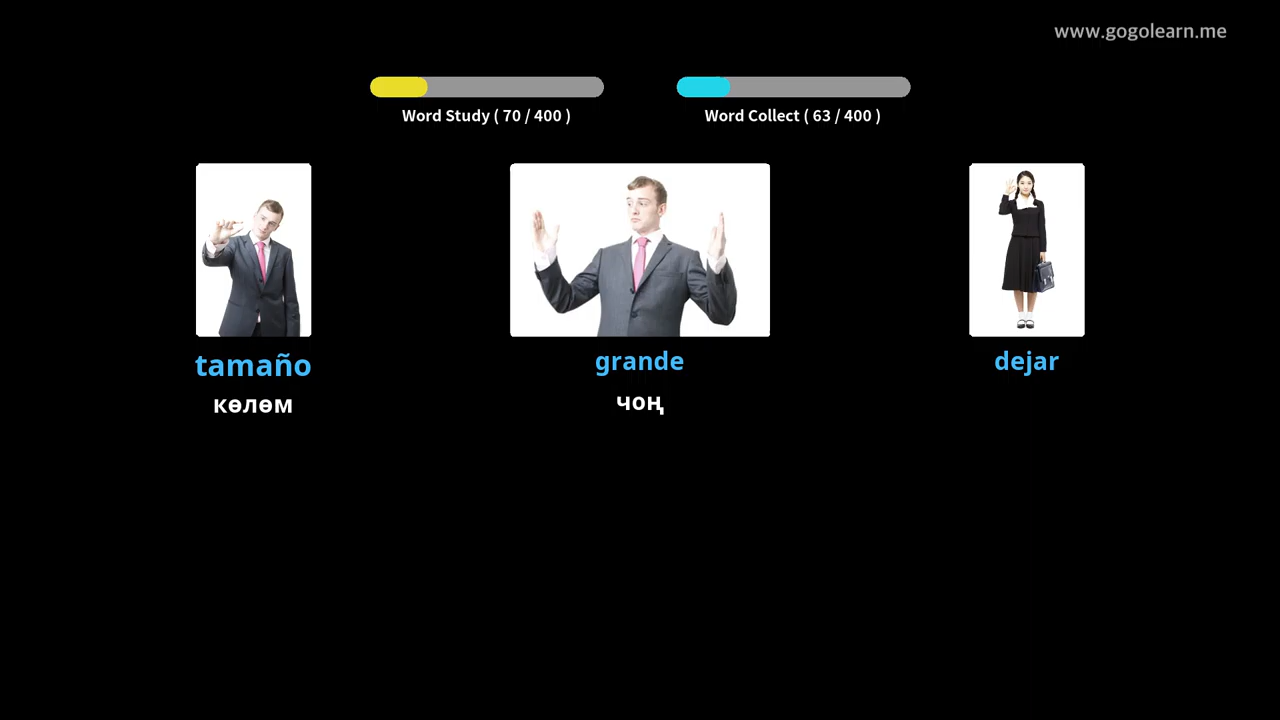 www.gogolearn.me
Word Study ( 70 / 400 )
Word Collect ( 63 / 400 )
tamaño
көлөм
grande
чоң
dejar